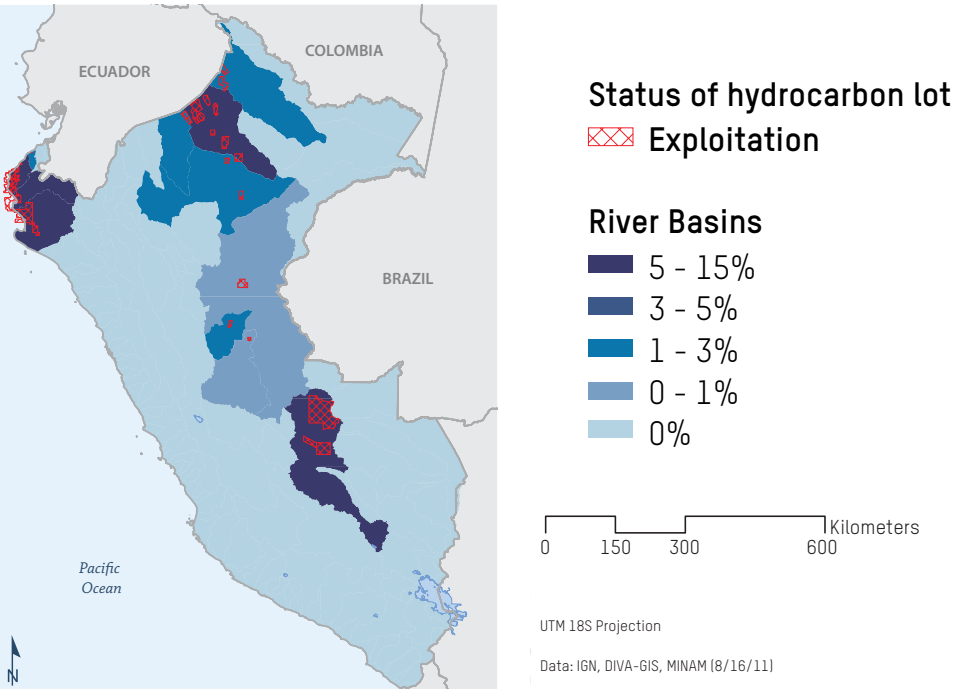 COLOMBIA
ECUADOR
BRAZIL
Pacific
Ocean
N
Status of hydrocarbon lot
Exploitation
River Basins
5 - 15%
3 - 5%
1 - 3%
0 - 1%
0%
Kilometers
0 150 300 600
UTM 18S Projection
Data: IGN, DIVA-GIS, MINAM (8/16/11)